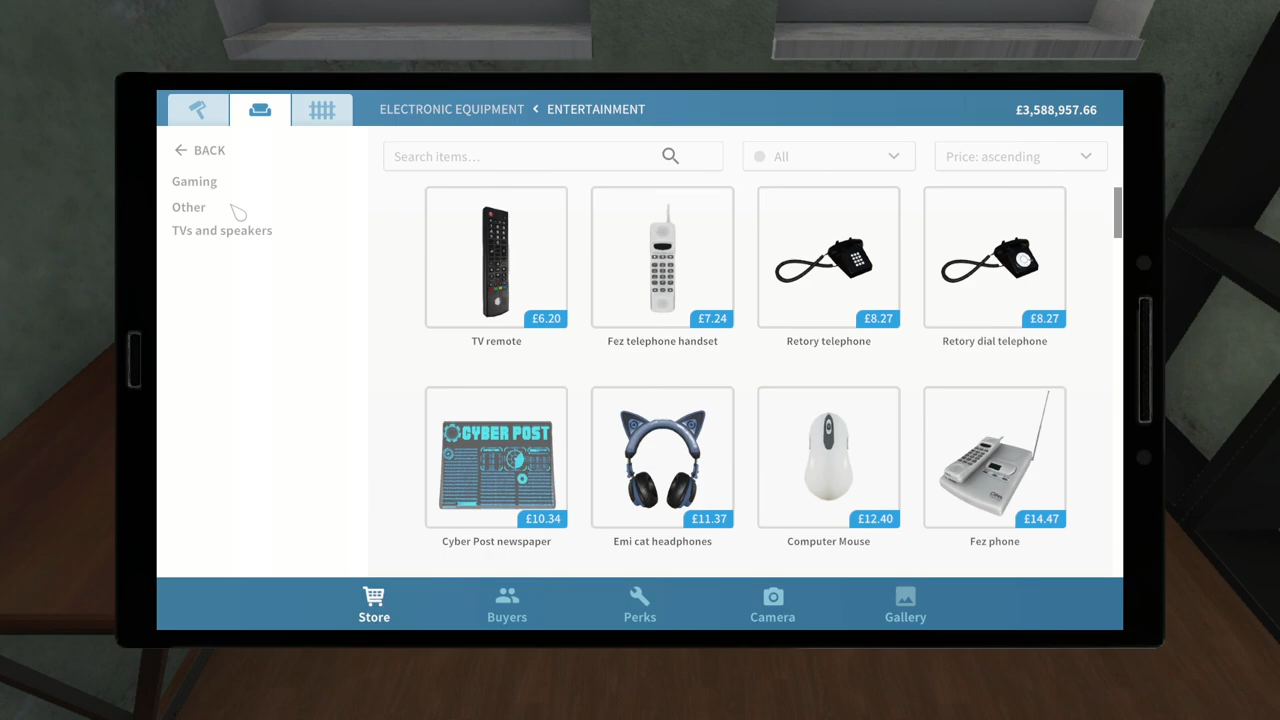 ELECTRONIC EQUIPMENT < ENTERTAINMENT
£3,588,957.66
BACK
Gaming
Other
TVs and speakers
Search items...
All
Price: ascending
£6.20
£7.24
£8.27
£8.27
TV remote
Fez telephone handset
Retory telephone
Retory dial telephone
CYBER POST
£10.34
£11.37
£12.40
£14.47
Cyber Post newspaper
Emi cat headphones
Computer Mouse
Fez phone
Store
Buyers
Perks
Camera
Gallery